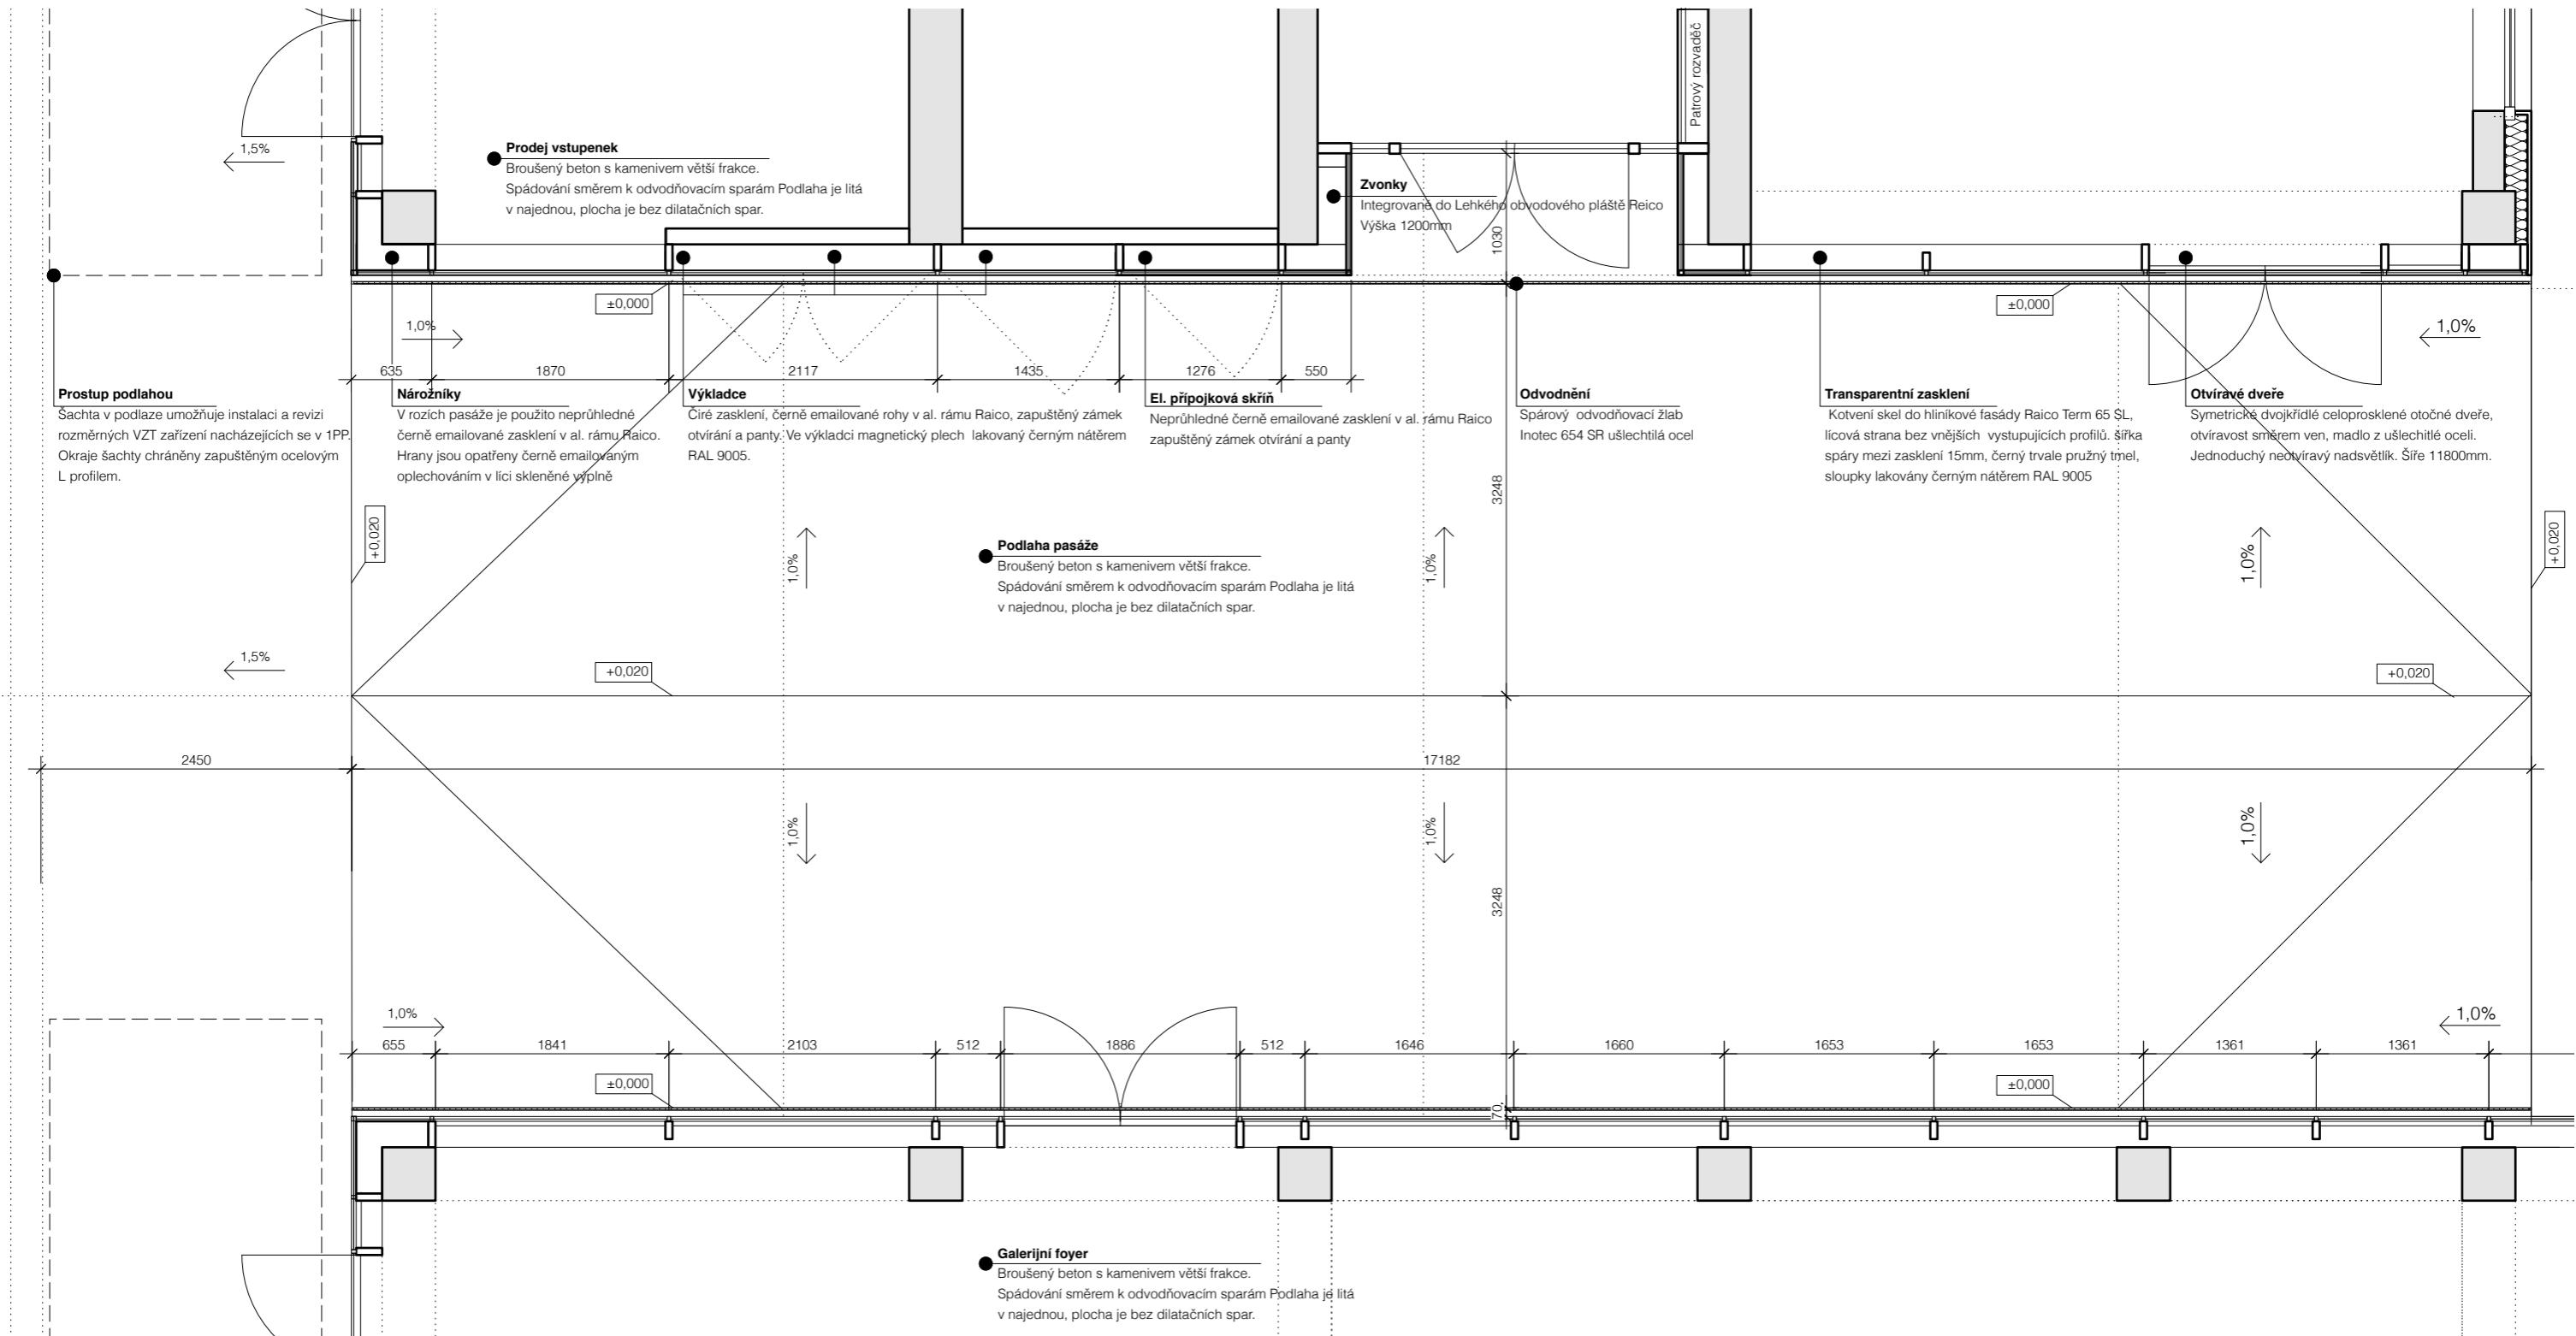 Patrový rozvaděč
1,5%
Prodej vstupenek
Broušený beton s kamenivem větší frakce.
Spádování směrem k odvodňovacím sparám Podlaha je litá
v najednou, plocha je bez dilatačních spar.
Zvonky
Integrované do Lehkého obvodového pláště Reico
Výška 1200mm
1030
±0,000
±0,000
1,0%
1,0%
635
1870
2117
1435
1276
550
Prostup podlahou
Šachta v podlaze umožňuje instalaci a revizi
rozměrných VZT zařízení nacházejících se v 1PP.
Okraje šachty chráněny zapuštěným ocelovým
L profilem.
Nárožníky
V rozích pasáže je použito neprůhledné
černě emailované zasklení v al. rámu Raico.
Hrany jsou opatřeny černě emailovaným
oplechováním v líci skleněné výplně
Výkladce
Čiré zasklení, černě emailované rohy v al. rámu Raico, zapuštěný zámek
otvírání a panty. Ve výkladci magnetický plech lakovaný černým nátěrem
RAL 9005.
El. přípojková skříň
Neprůhledné černě emailované zasklení v al. rámu Raico
zapuštěný zámek otvírání a panty
Odvodnění
Spárový odvodňovací žlab
Inotec 654 SR ušlechtilá ocel
Transparentní zasklení
Kotvení skel do hliníkové fasády Raico Term 65 SL,
lícová strana bez vnějších vystupujících profilů. šířka
spáry mezi zasklení 15mm, černý trvale pružný tmel,
sloupky lakovány černým nátěrem RAL 9005
Otvíravé dveře
Symetrické dvojkřídlé celoprosklené otočné dveře,
otvíravost směrem ven, madlo z ušlechtilé oceli.
Jednoduchý neotvíravý nadsvětlík. Šíře 11800mm.
3248
+0,020
+0,020
Podlaha pasáže
Broušený beton s kamenivem větší frakce.
Spádování směrem k odvodňovacím sparám Podlaha je litá
v najednou, plocha je bez dilatačních spar.
1,0%
1,0%
1,0%
1,5%
+0,020
+0,020
2450
17182
1,0%
1,0%
1,0%
3248
1,0%
1,0%
655
1841
2103
512
1886
512
1646
1660
1653
1653
1361
1361
±0,000
±0,000
70
Galerijní foyer
Broušený beton s kamenivem větší frakce.
Spádování směrem k odvodňovacím sparám Podlaha je litá
v najednou, plocha je bez dilatačních spar.